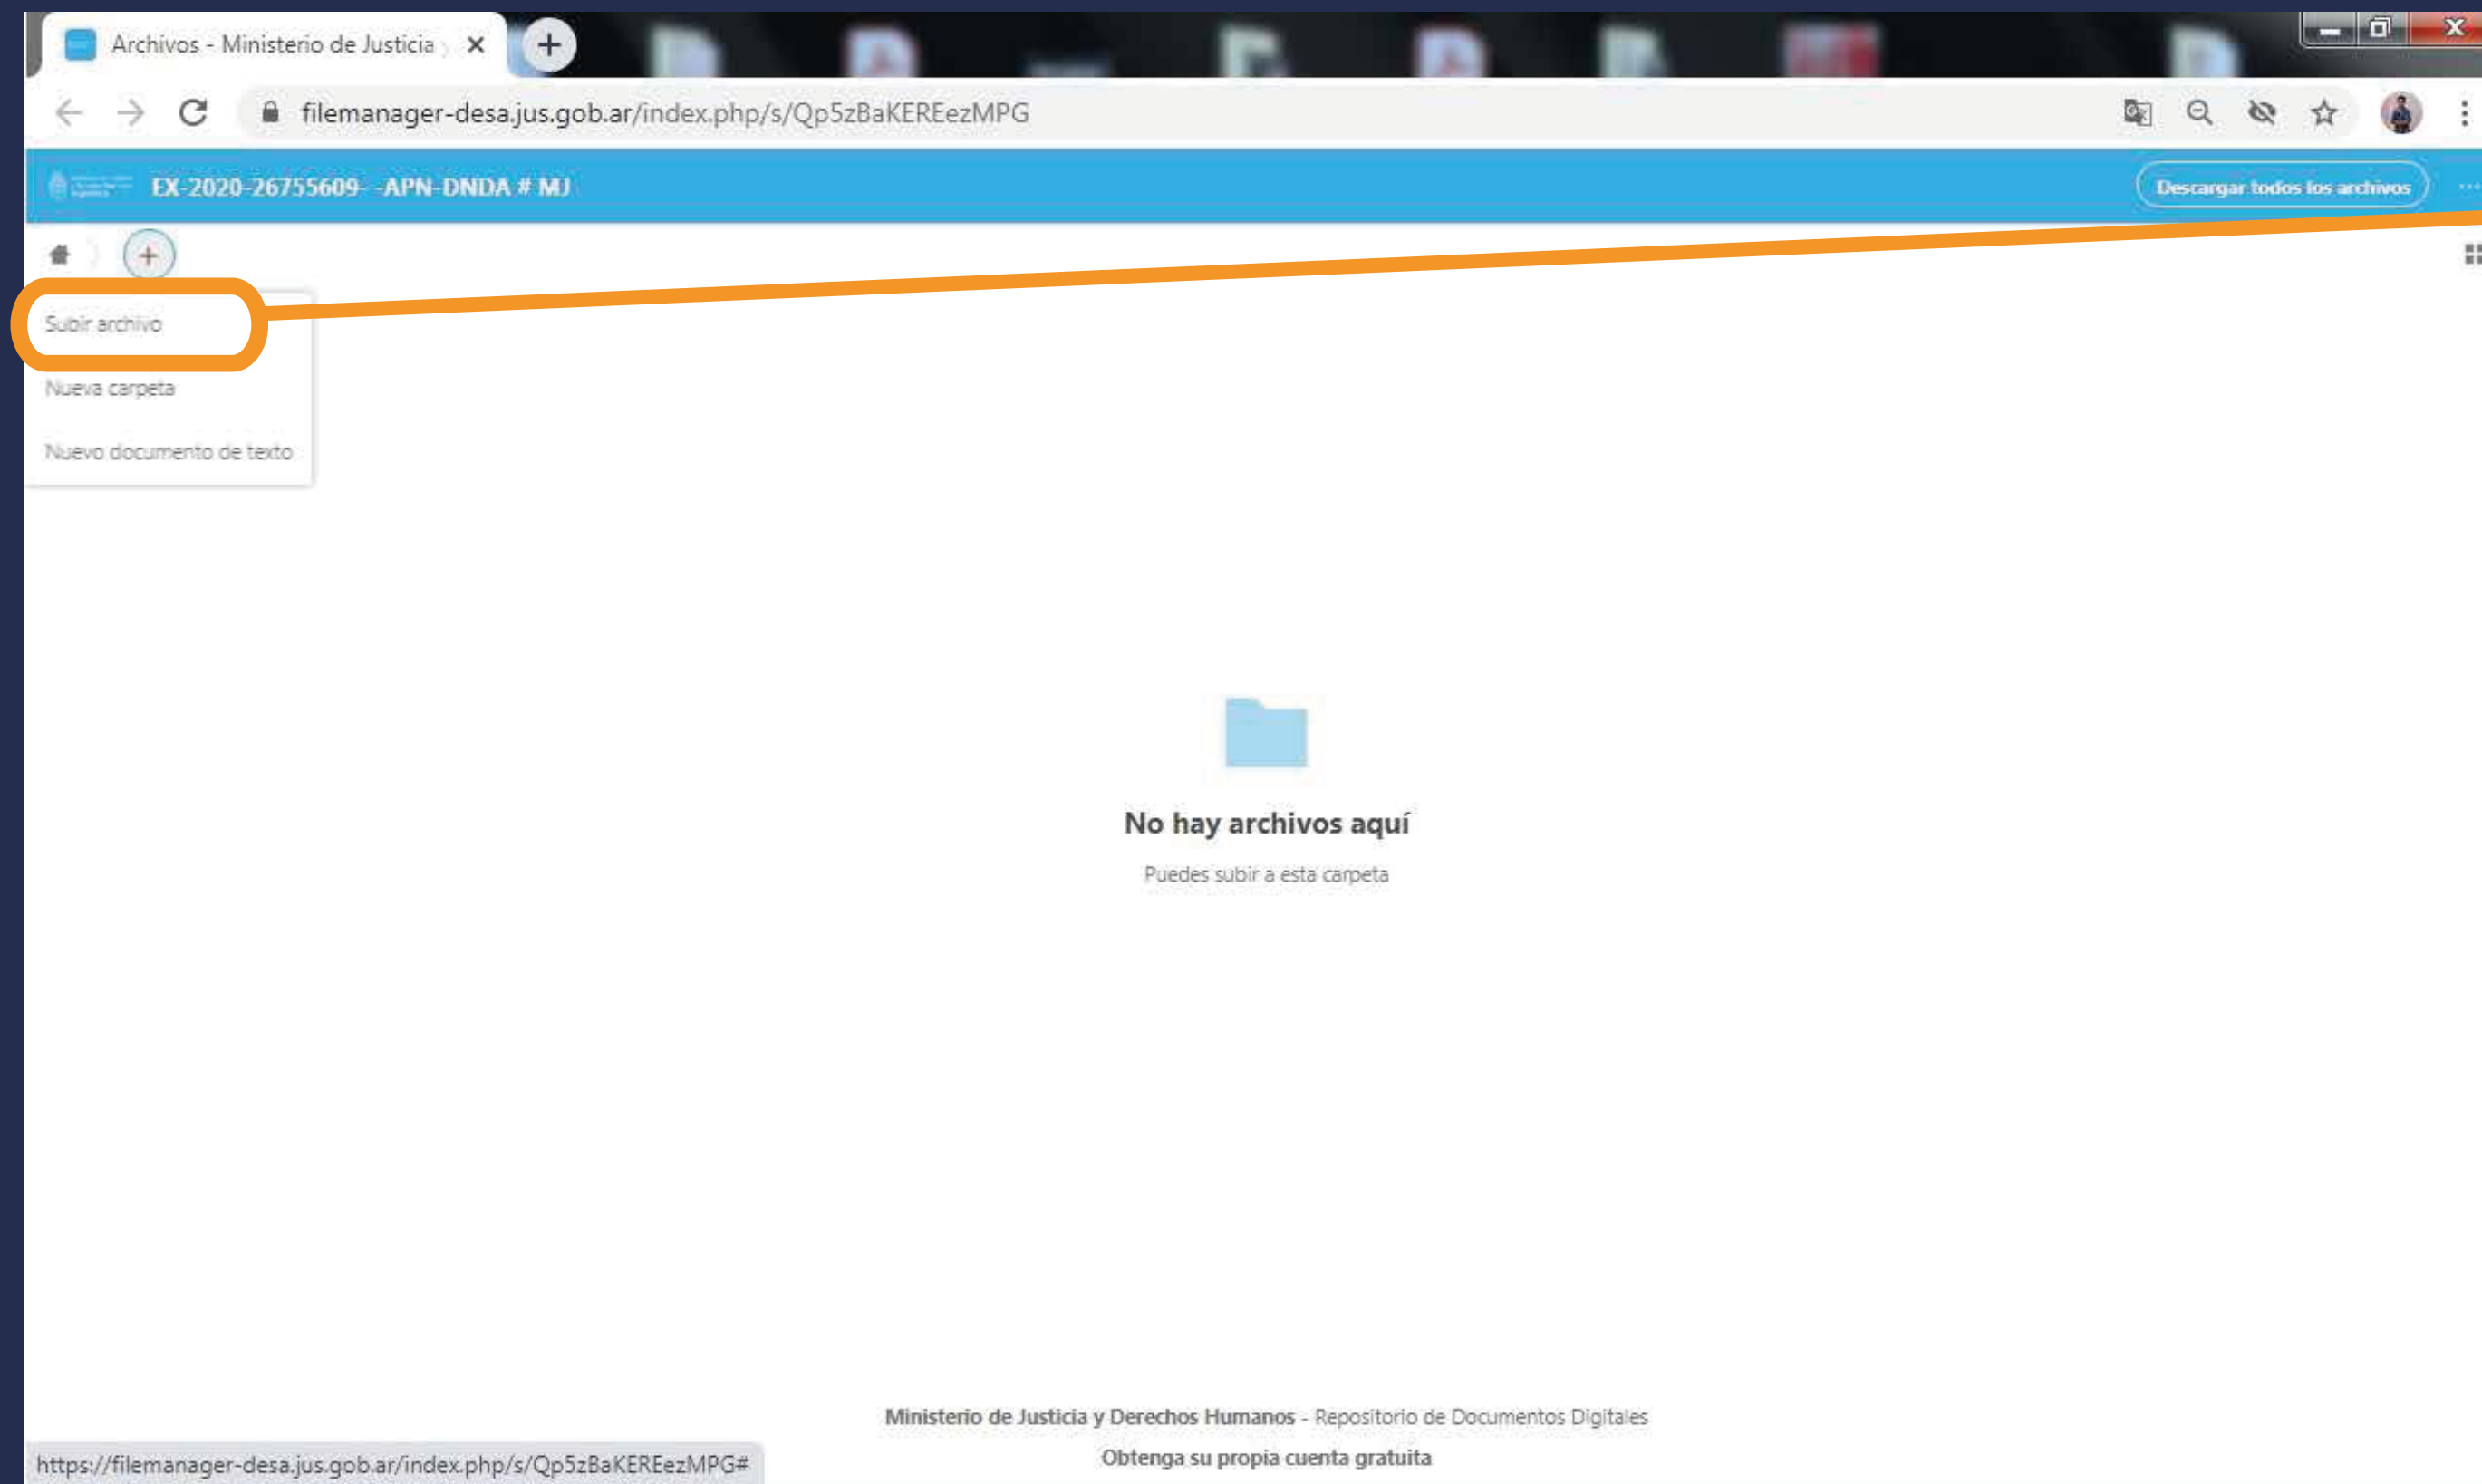 Archivos - Ministerio de Justicia y
filemanager-desa.jus.gob.ar/index.php/s/Qp5zBaKEREezMPG
EX-2020-26755609- -APN-DNDA # MJ
Descargar todos los archivos
Subir archivo
Nueva carpeta
Nuevo documento de texto
No hay archivos aquí
Puedes subir a esta carpeta
Ministerio de Justicia y Derechos Humanos - Repositorio de Documentos Digitales
Obtenga su propia cuenta gratuita
https://filemanager-desa.jus.gob.ar/index.php/s/Qp5zBaKEREezMPG#